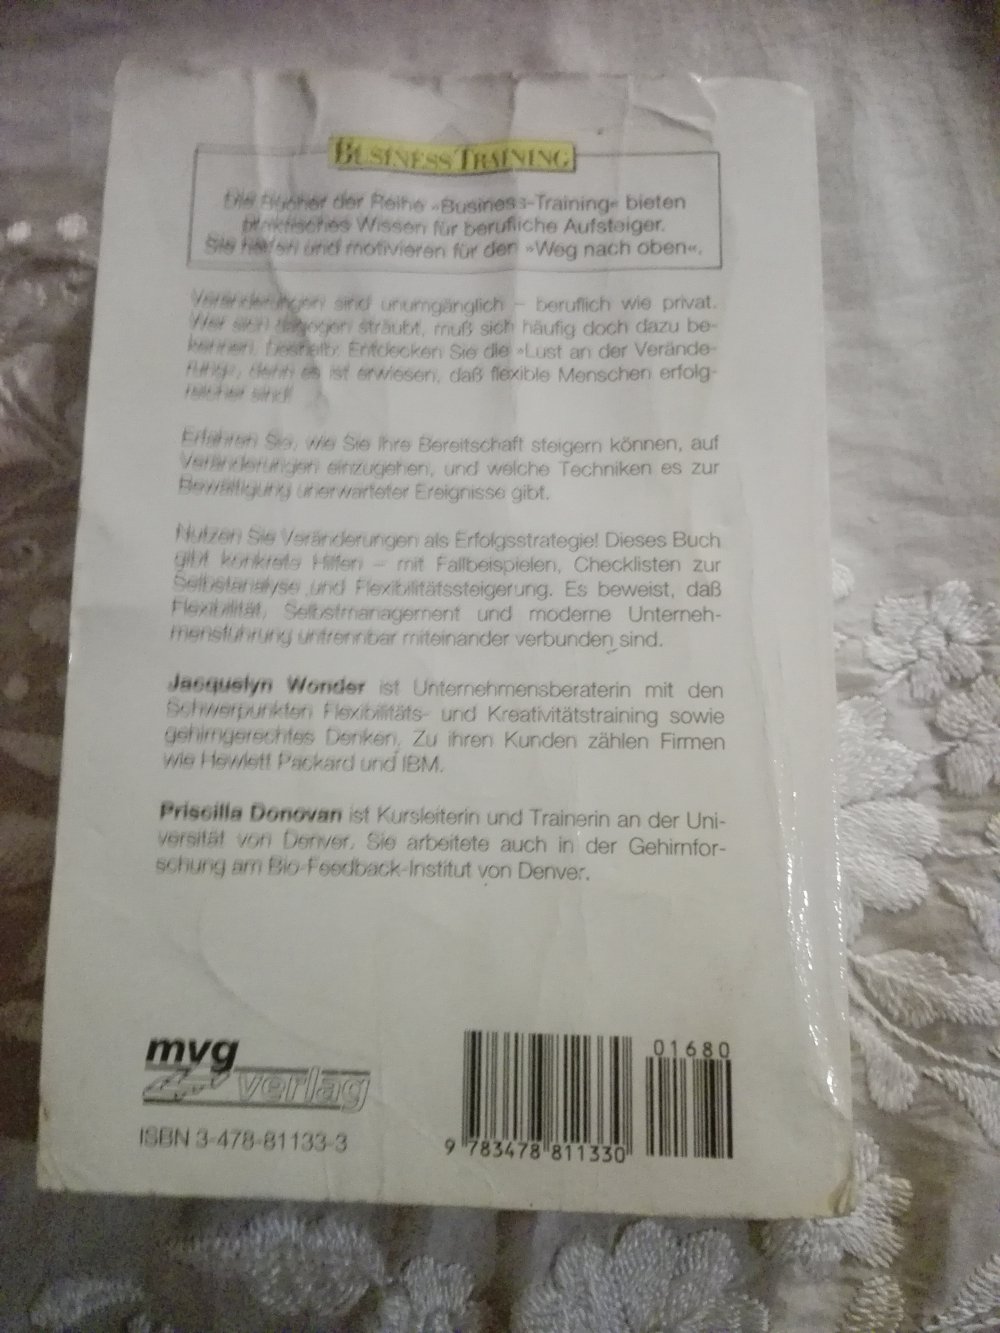 BUSINESS TRAINING
Die Bücher der Reihe »Business-Training« bieten
praktisches Wissen für berufliche Aufsteiger.
Sie helfen und motivieren für den »Weg nach oben«.
Veränderungen sind unumgänglich – beruflich wie privat.
Wer sich dagegen sträubt, muß sich häufig doch dazu be-
kennen. Deshalb: Entdecken Sie die »Lust an der Verände-
rung«, denn es ist erwiesen, daß flexible Menschen erfolg-
reicher sind!
Erfahren Sie, wie Sie Ihre Bereitschaft steigern können, auf
Veränderungen einzugehen, und welche Techniken es zur
Bewältigung unerwarteter Ereignisse gibt.
Nutzen Sie Veränderungen als Erfolgsstrategie! Dieses Buch
gibt konkrete Hilfen – mit Fallbeispielen, Checklisten zur
Selbstanalyse und Flexibilitätssteigerung. Es beweist, daß
Flexibilität, Selbstmanagement und moderne Unterneh-
mensführung untrennbar miteinander verbunden sind.
Jacquelyn Wonder ist Unternehmensberaterin mit den
Schwerpunkten Flexibilitäts- und Kreativitätstraining sowie
gehirngerechtes Denken. Zu ihren Kunden zählen Firmen
wie Hewlett Packard und IBM.
Priscilla Donovan ist Kursleiterin und Trainerin an der Uni-
versität von Denver. Sie arbeitete auch in der Gehirnfor-
schung am Bio-Feedback-Institut von Denver.
mvg
verlag
ISBN 3-478-81133-3
01680
9 783478 811330